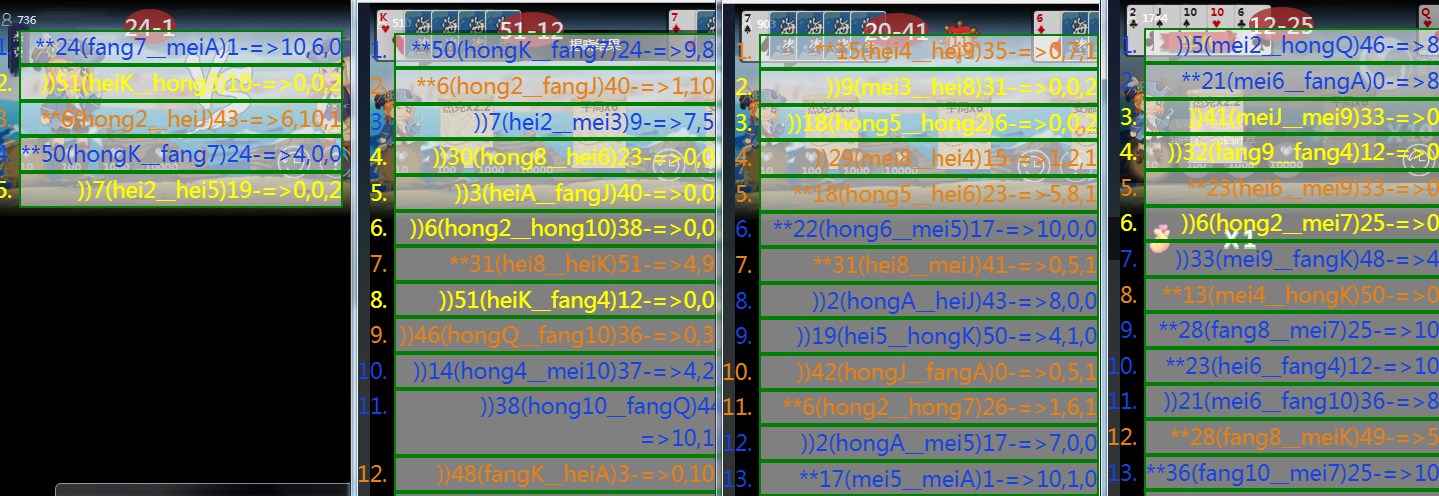 736
24-1
**24(fang7__meiA)1-=>10,6,0
2. ))51(heiK__hong3)10-=>0,0,2
**6(hong2__heiJ)43-=>6,10,1
**50(hongK__fang7)24-=>4,0,0
5. ))7(hei2__hei5)19-=>0,0,2
K
7
51-12
1. **50(hongK__fang7)24-=>9,8
2. **6(hong2__fangJ)40-=>1,10
3. ))7(hei2__mei3)9-=>7,5
4. ))30(hong8__hei6)23-=>0,0
5. ))3(heiA__fangJ)40-=>0,0
6. ))6(hong2__hong10)38-=>0,0
7. **31(hei8__heiK)51-=>4,9
8. ))51(heiK__fang4)12-=>0,0
9. ))46(hongQ__fang10)36-=>0,3
10. ))14(hong4__mei10)37-=>4,2
11. ))38(hong10__fangQ)44
=>10,1
12. ))48(fangK__heiA)3-=>0,10
7
6
20-41
1. **15(hei4__hei9)35-=>0,7,1
2. ))9(mei3__hei8)31-=>0,0,2
3. ))18(hong5__hong2)6-=>0,0,2
4. ))29(mei8__hei4)15-=>1,2,1
5. **18(hong5__hei6)23-=>5,8,1
6. **22(hong6__mei5)17-=>10,0,0
7. **31(hei8__meiJ)41-=>0,5,1
8. ))2(hongA__heiJ)43-=>8,0,0
9. ))19(hei5__hongK)50-=>4,1,0
10. ))42(hongJ__fangA)0-=>0,5,1
11. **6(hong2__hong7)26-=>1,6,1
12. ))2(hongA__mei5)17-=>7,0,0
13. **17(mei5__meiA)1-=>10,1,0
2 J 10 10 6
Q
12-25
1. ))5(mei2__hongQ)46-=>8
2. **21(mei6__fangA)0-=>8
3. ))41(meiJ__mei9)33-=>0
4. ))32(fang9__fang4)12-=>0
5. **23(hei6__mei9)33-=>0
6. ))6(hong2__mei7)25-=>0
X1
7. ))33(mei9__fangK)48-=>4
8. **13(mei4__hongK)50-=>0
9. **28(fang8__mei7)25-=>10
10. **23(hei6__fang4)12-=>10
11. ))21(mei6__fang10)36-=>8
12. **28(fang8__meiK)49-=>5
13. **36(fang10__mei7)25-=>10